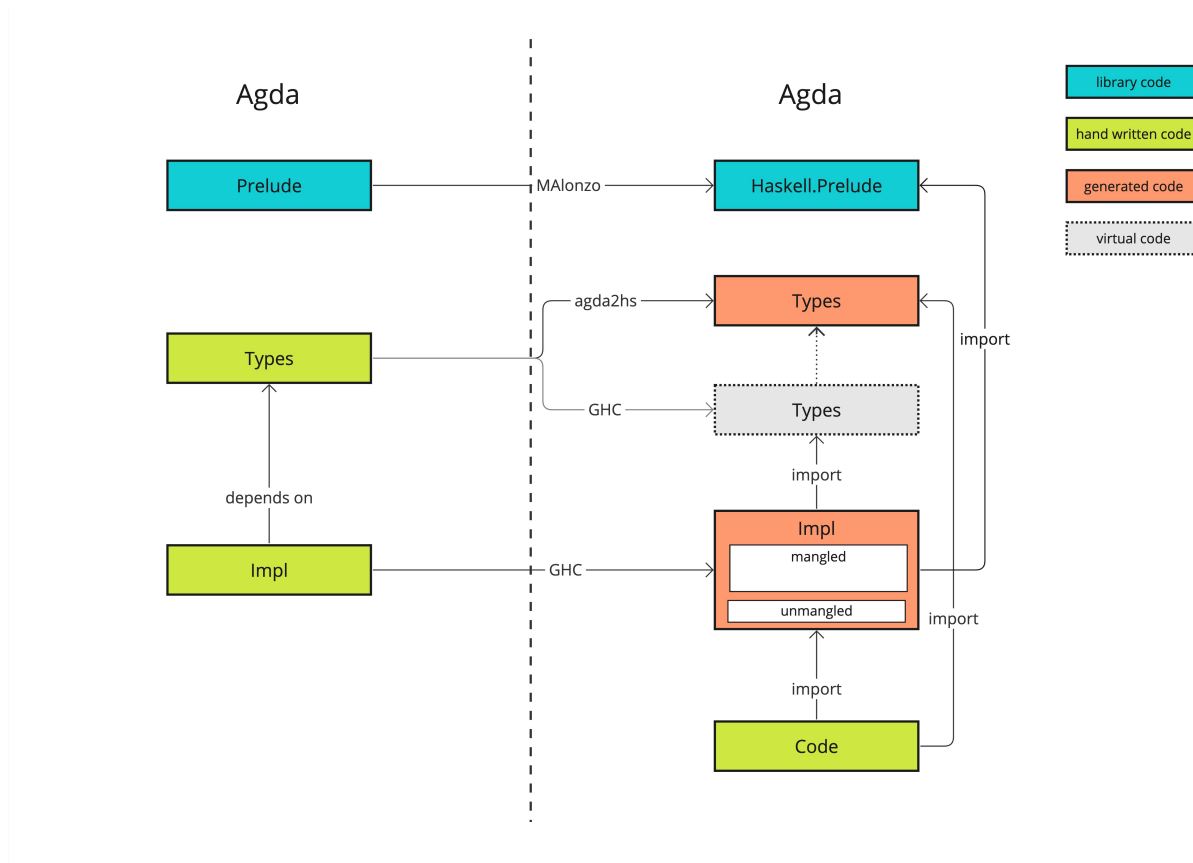 Agda
Agda
library code
hand written code
generated code
virtual code
Prelude
MAlonzo
Haskell.Prelude
agda2hs
Types
import
Types
GHC
Types
import
depends on
Impl
mangled
Impl
GHC
unmangled
import
import
Code